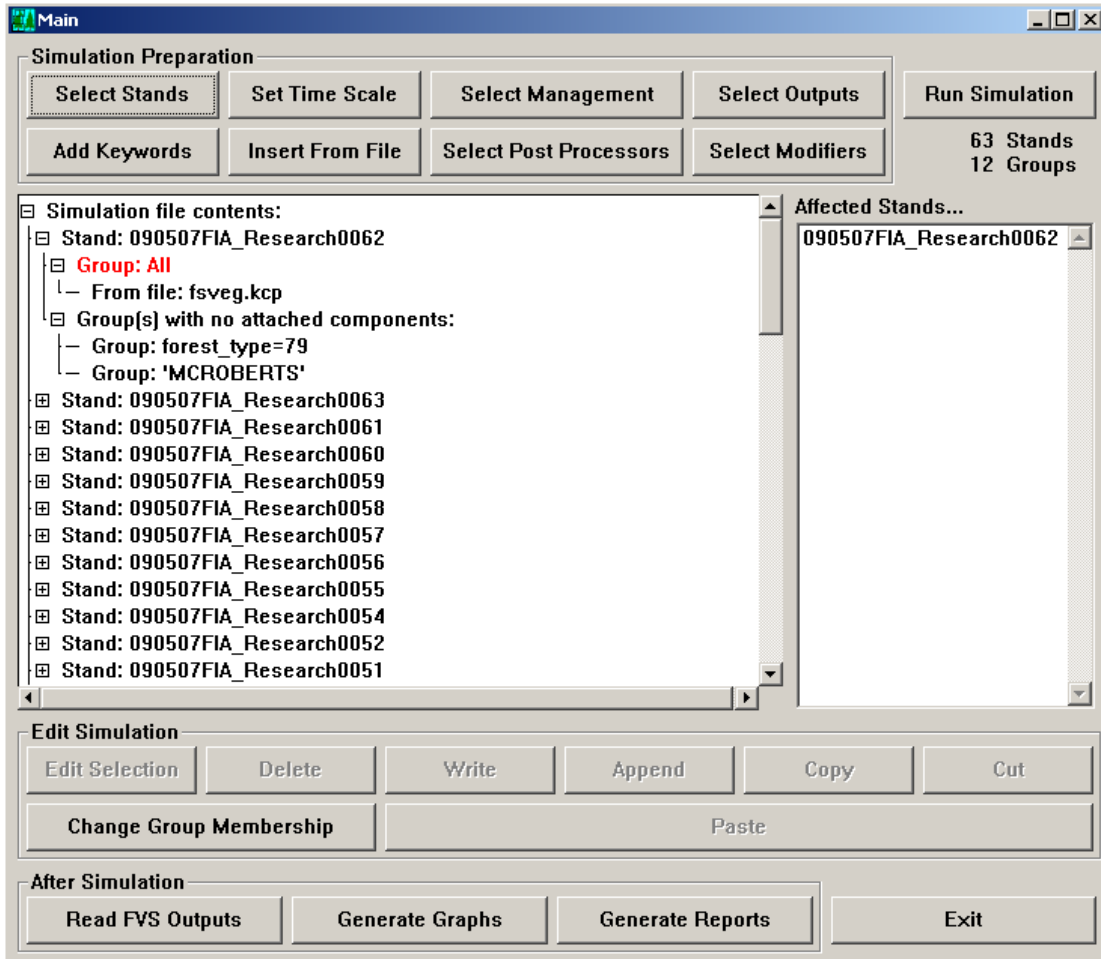 Main
Simulation Preparation
Select Stands
Set Time Scale
Select Management
Select Outputs
Run Simulation
Add Keywords
Insert From File
Select Post Processors
Select Modifiers
63 Stands
12 Groups
Simulation file contents:
Stand: 090507FIA_Research0062
Group: All
From file: fsveg.kcp
Group(s) with no attached components:
Group: forest_type=79
Group: 'MCROBERTS'
Stand: 090507FIA_Research0063
Stand: 090507FIA_Research0061
Stand: 090507FIA_Research0060
Stand: 090507FIA_Research0059
Stand: 090507FIA_Research0058
Stand: 090507FIA_Research0057
Stand: 090507FIA_Research0056
Stand: 090507FIA_Research0055
Stand: 090507FIA_Research0054
Stand: 090507FIA_Research0052
Stand: 090507FIA_Research0051
Affected Stands...
090507FIA_Research0062
Edit Simulation
Edit Selection
Delete
Write
Append
Copy
Cut
Change Group Membership
Paste
After Simulation
Read FVS Outputs
Generate Graphs
Generate Reports
Exit